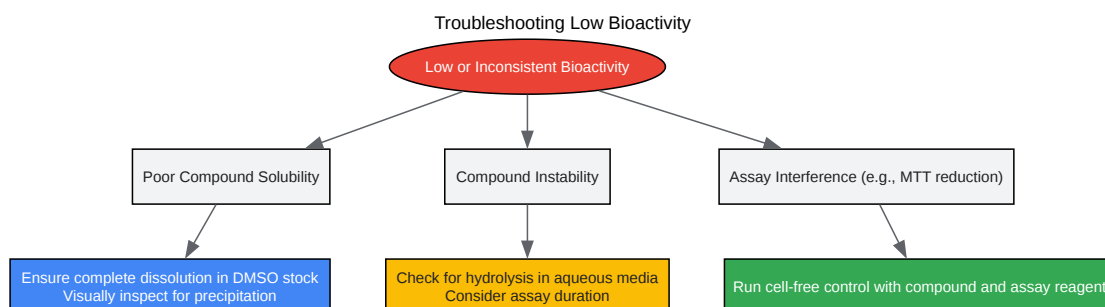 Troubleshooting Low Bioactivity
Low or Inconsistent Bioactivity
Poor Compound Solubility
Compound Instability
Assay Interference (e.g., MTT reduction)
Ensure complete dissolution in DMSO stock
Visually inspect for precipitation
Check for hydrolysis in aqueous media
Consider assay duration
Run cell-free control with compound and assay reagent